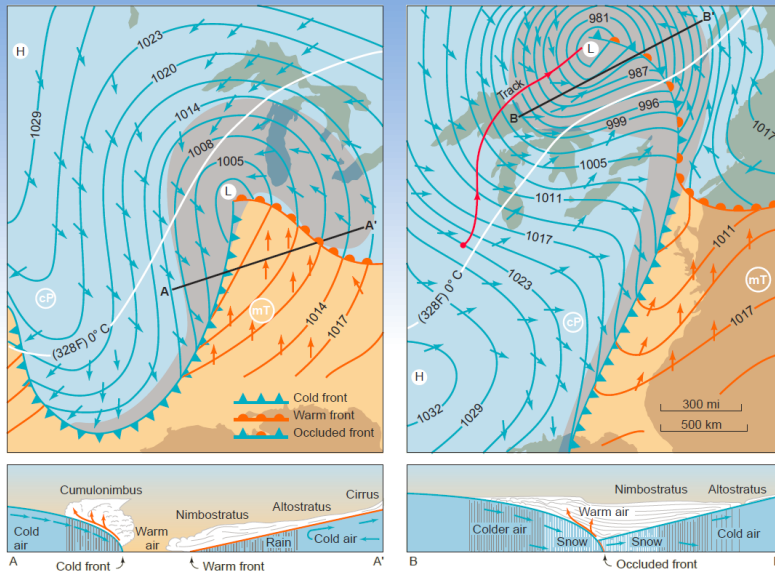 H
1023
1020
1014
1008
1005
1029
L
A'
A
cP
mT
(328F) 0° C
1014
1017
Cold front
Warm front
Occluded front
Cumulonimbus
Nimbostratus
Altostratus
Cirrus
Cold
air
Warm
air
Rain
Cold air
A
Cold front
Warm front
A'
981
B'
L
987
Track
B
996
999
1005
1017
1011
1017
1011
1023
mT
(328F) 0° C
cP
1017
H
1032
1029
300 mi
500 km
Nimbostratus
Altostratus
Warm air
Colder air
Snow
Snow
Cold air
B
Occluded front